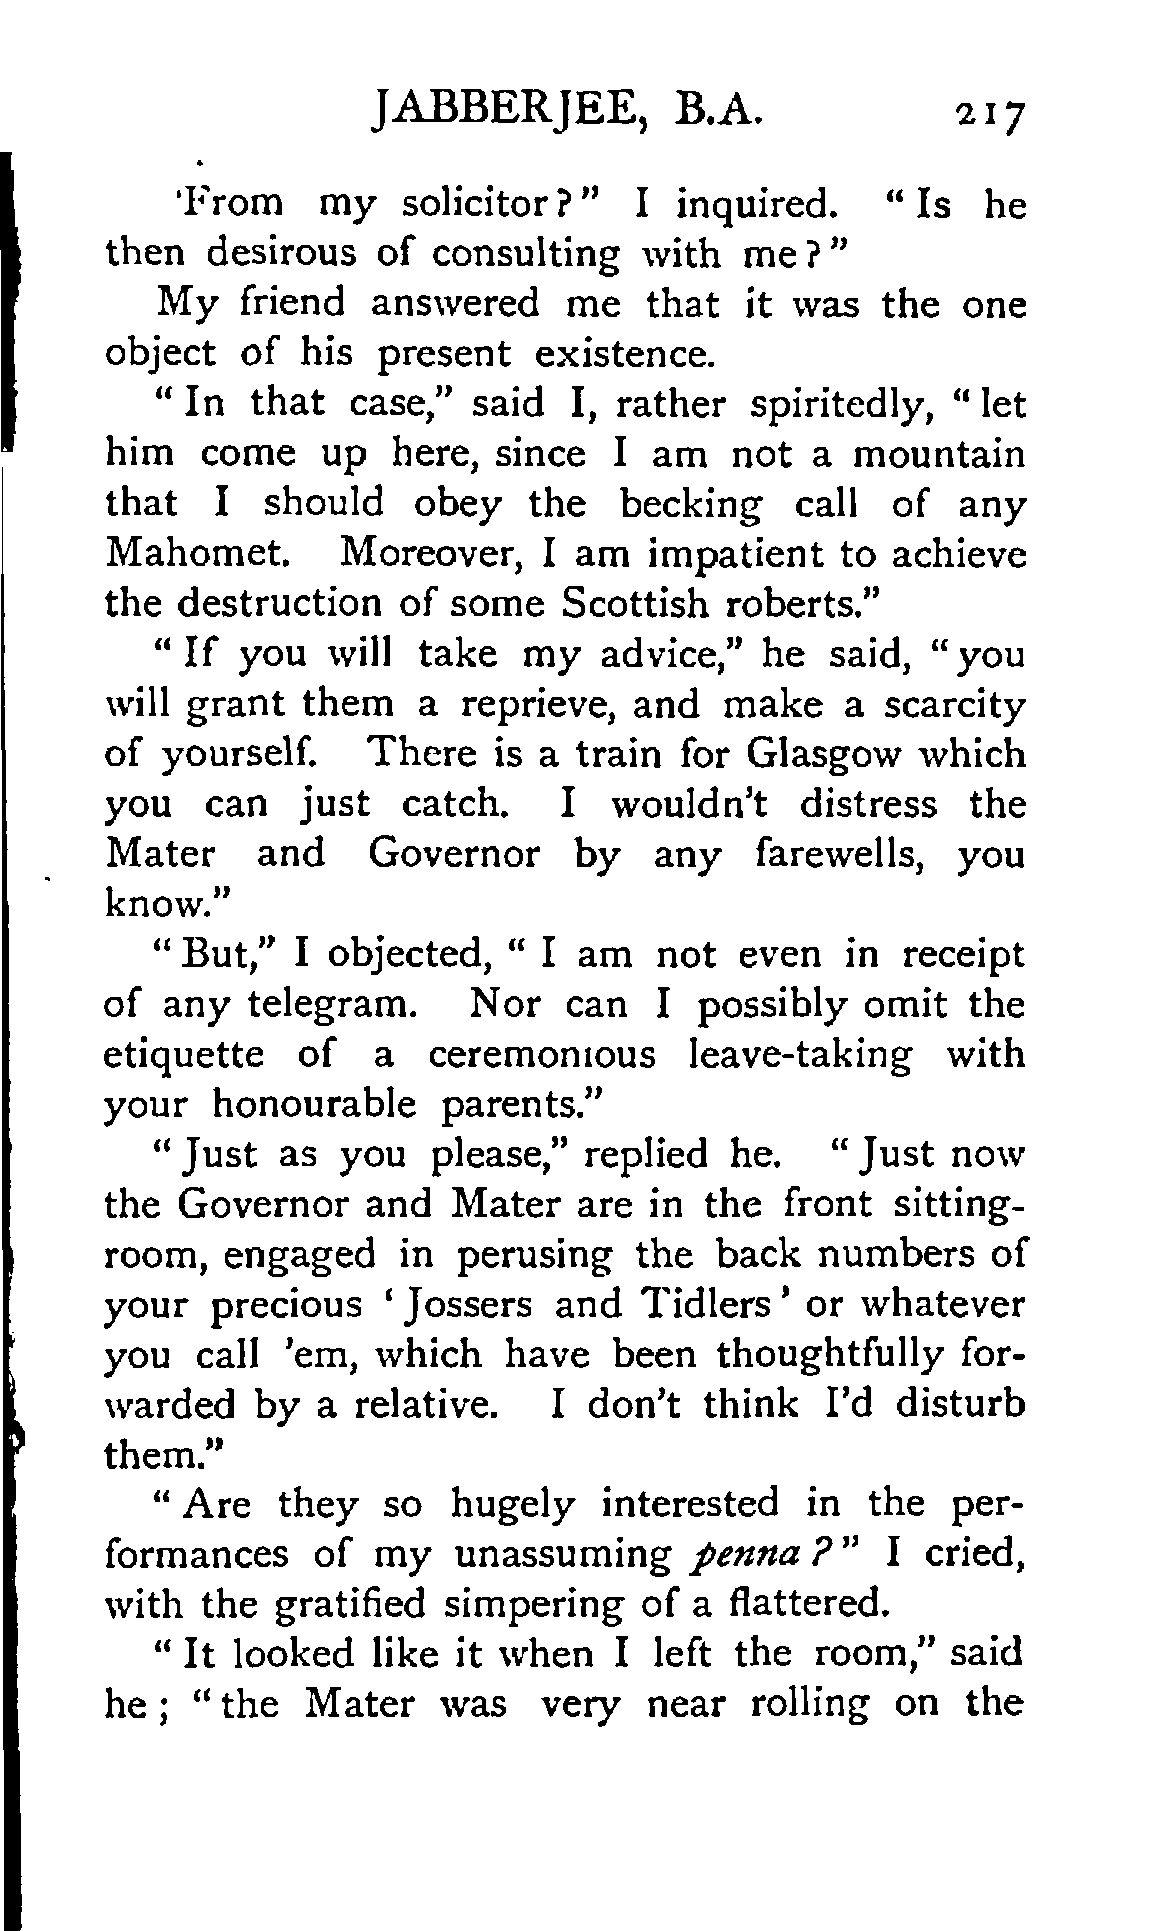 JABBERJEE, B.A. 217
'From my solicitor?" I inquired. "Is he
then desirous of consulting with me?"
My friend answered me that it was the one
object of his present existence.
"In that case," said I, rather spiritedly, "let
him come up here, since I am not a mountain
that I should obey the becking call of any
Mahomet. Moreover, I am impatient to achieve
the destruction of some Scottish roberts."
"If you will take my advice," he said, "you
will grant them a reprieve, and make a scarcity
of yourself. There is a train for Glasgow which
you can just catch. I wouldn't distress the
Mater and Governor by any farewells, you
know."
"But," I objected, "I am not even in receipt
of any telegram. Nor can I possibly omit the
etiquette of a ceremonious leave-taking with
your honourable parents."
"Just as you please," replied he. "Just now
the Governor and Mater are in the front sitting-
room, engaged in perusing the back numbers of
your precious 'Jossers and Tidlers' or whatever
you call 'em, which have been thoughtfully for-
warded by a relative. I don't think I'd disturb
them."
"Are they so hugely interested in the per-
formances of my unassuming penna?" I cried,
with the gratified simpering of a flattered.
"It looked like it when I left the room," said
he; "the Mater was very near rolling on the